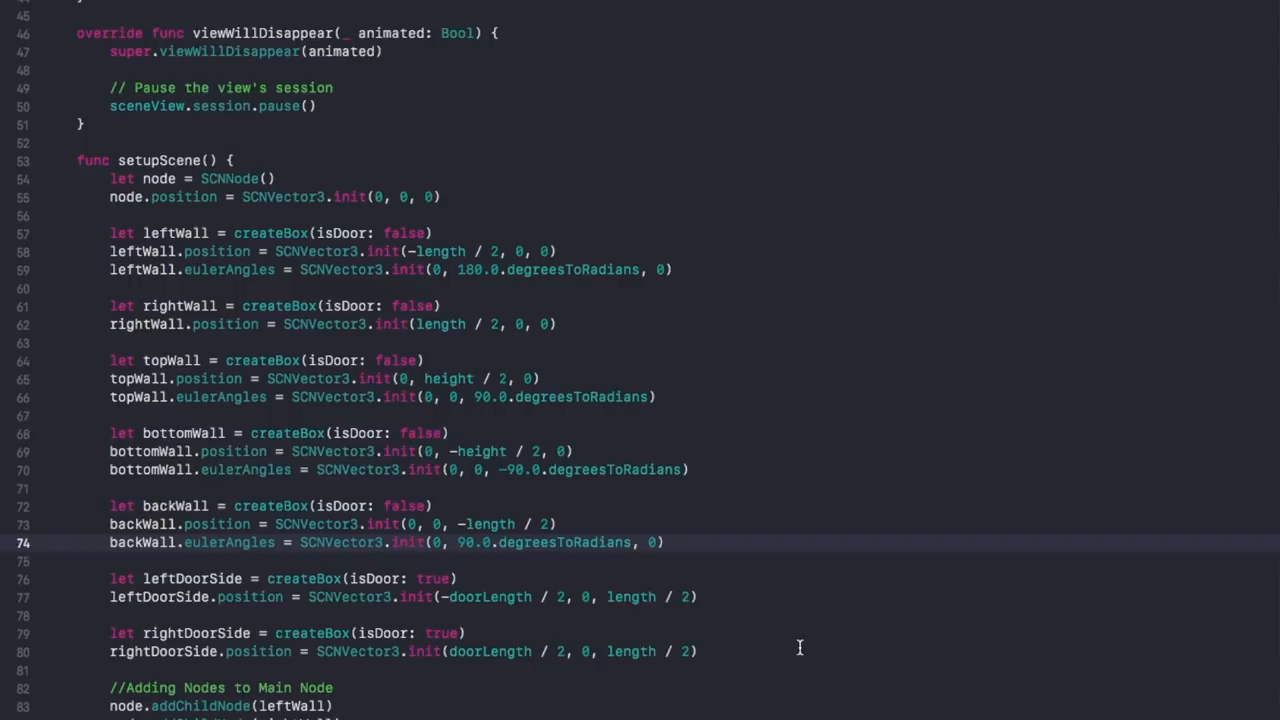 45
46 override func viewWillDisappear(_ animated: Bool) {
47 super.viewWillDisappear(animated)
48
49 // Pause the view's session
50 sceneView.session.pause()
51 }
52
53 func setupScene() {
54 let node = SCNNode()
55 node.position = SCNVector3.init(0, 0, 0)
56
57 let leftWall = createBox(isDoor: false)
58 leftWall.position = SCNVector3.init(-length / 2, 0, 0)
59 leftWall.eulerAngles = SCNVector3.init(0, 180.0.degreesToRadians, 0)
60
61 let rightWall = createBox(isDoor: false)
62 rightWall.position = SCNVector3.init(length / 2, 0, 0)
63
64 let topWall = createBox(isDoor: false)
65 topWall.position = SCNVector3.init(0, height / 2, 0)
66 topWall.eulerAngles = SCNVector3.init(0, 0, 90.0.degreesToRadians)
67
68 let bottomWall = createBox(isDoor: false)
69 bottomWall.position = SCNVector3.init(0, -height / 2, 0)
70 bottomWall.eulerAngles = SCNVector3.init(0, 0, -90.0.degreesToRadians)
71
72 let backWall = createBox(isDoor: false)
73 backWall.position = SCNVector3.init(0, 0, -length / 2)
74 backWall.eulerAngles = SCNVector3.init(0, 90.0.degreesToRadians, 0)
75
76 let leftDoorSide = createBox(isDoor: true)
77 leftDoorSide.position = SCNVector3.init(-doorLength / 2, 0, length / 2)
78
79 let rightDoorSide = createBox(isDoor: true)
80 rightDoorSide.position = SCNVector3.init(doorLength / 2, 0, length / 2)
81
82 //Adding Nodes to Main Node
83 node.addChildNode(leftWall)